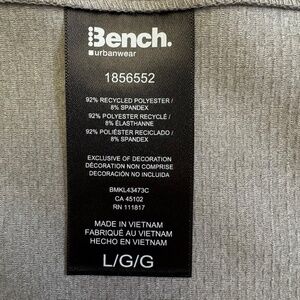 Bench.
urbanwear
1856552
92% RECYCLED POLYESTER /
8% SPANDEX
92% POLYESTER RECYCLÉ /
8% ÉLASTHANNE
92% POLIÉSTER RECICLADO /
8% SPANDEX
EXCLUSIVE OF DECORATION
DÉCORATION NON COMPRISE
DECORACIÓN NO INCLUIDA
BMKL43473C
CA 45102
RN 111817
MADE IN VIETNAM
FABRIQUÉ AU VIETNAM
HECHO EN VIETNAM
L/G/G